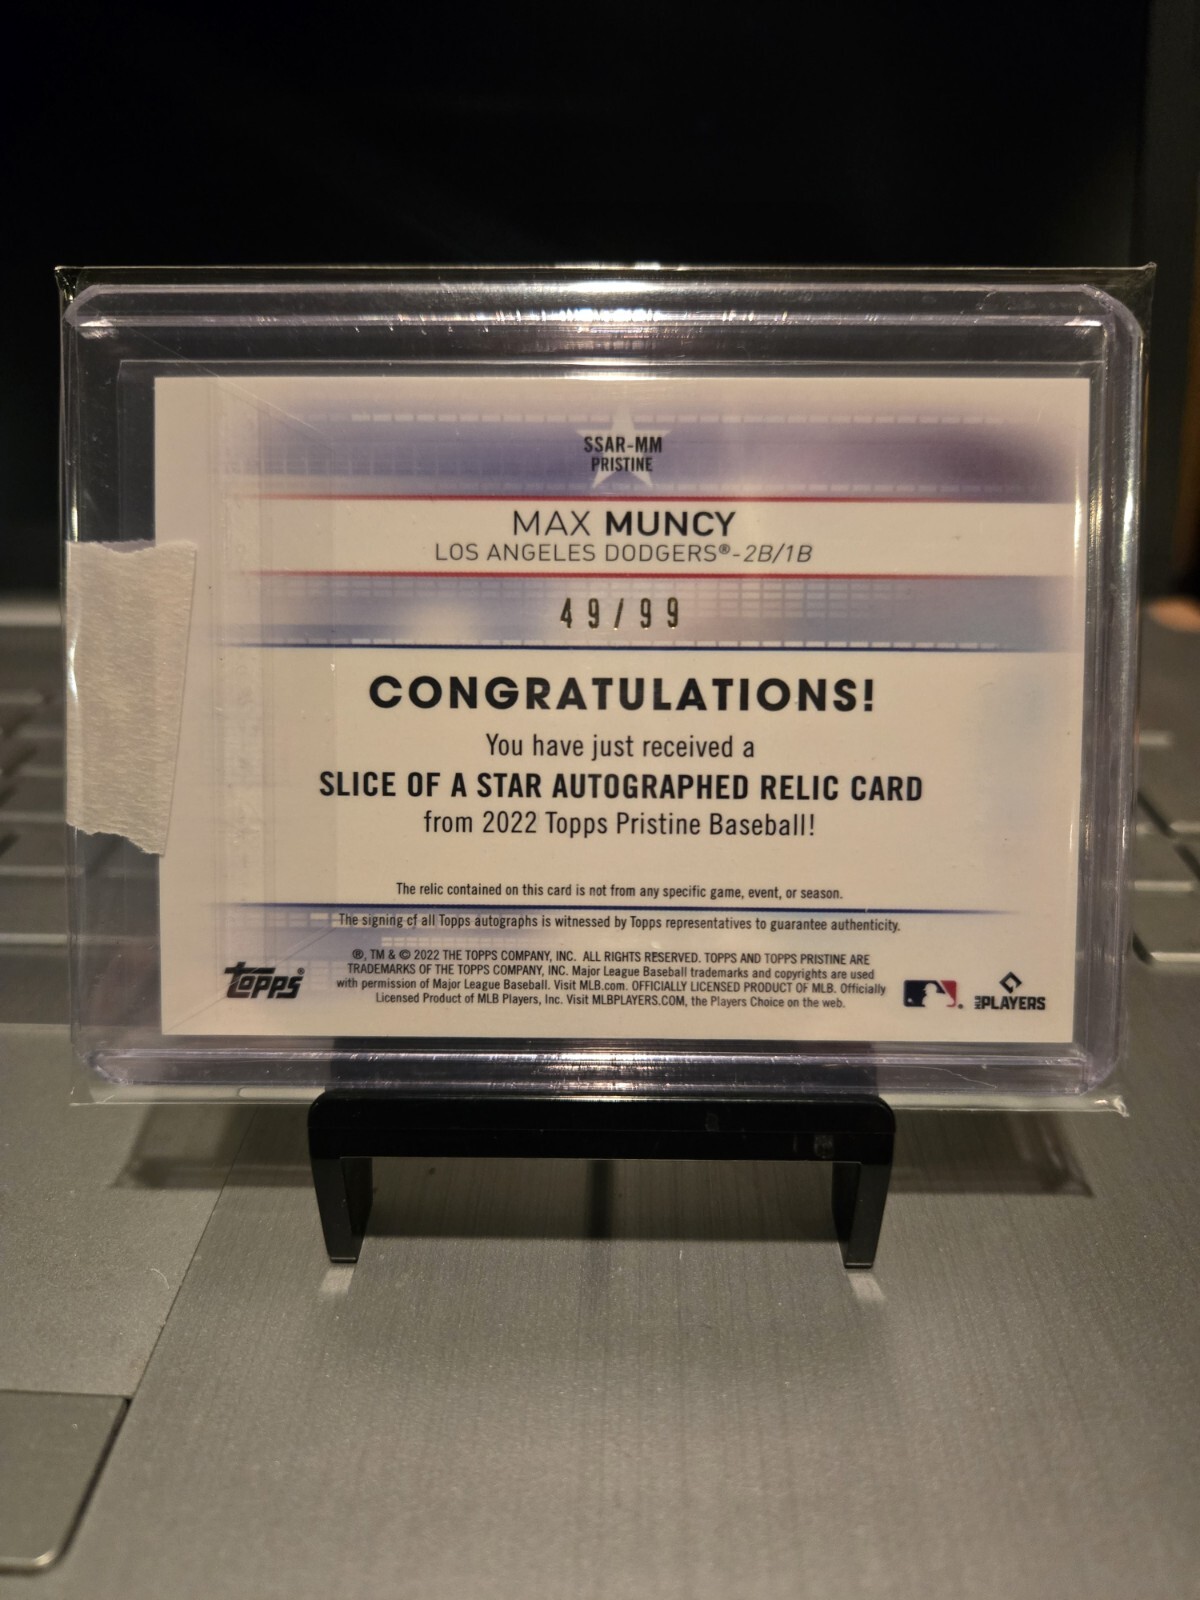 SSAR-MM
PRISTINE
MAX MUNCY
LOS ANGELES DODGERS®-2B/1B
49/99
CONGRATULATIONS!
You have just received a
SLICE OF A STAR AUTOGRAPHED RELIC CARD
from 2022 Topps Pristine Baseball!
The relic contained on this card is not from any specific game, event, or season.
The signing of all Topps autographs is witnessed by Topps representatives to guarantee authenticity.
®, TM & © 2022 THE TOPPS COMPANY, INC. ALL RIGHTS RESERVED. TOPPS AND TOPPS PRISTINE ARE
TRADEMARKS OF THE TOPPS COMPANY, INC. Major League Baseball trademarks and copyrights are used
with permission of Major League Baseball. Visit MLB.com. OFFICIALLY LICENSED PRODUCT OF MLB. Officially
Licensed Product of MLB Players, Inc. Visit MLBPLAYERS.COM, the Players Choice on the web.
topps®
MLB PLAYERS